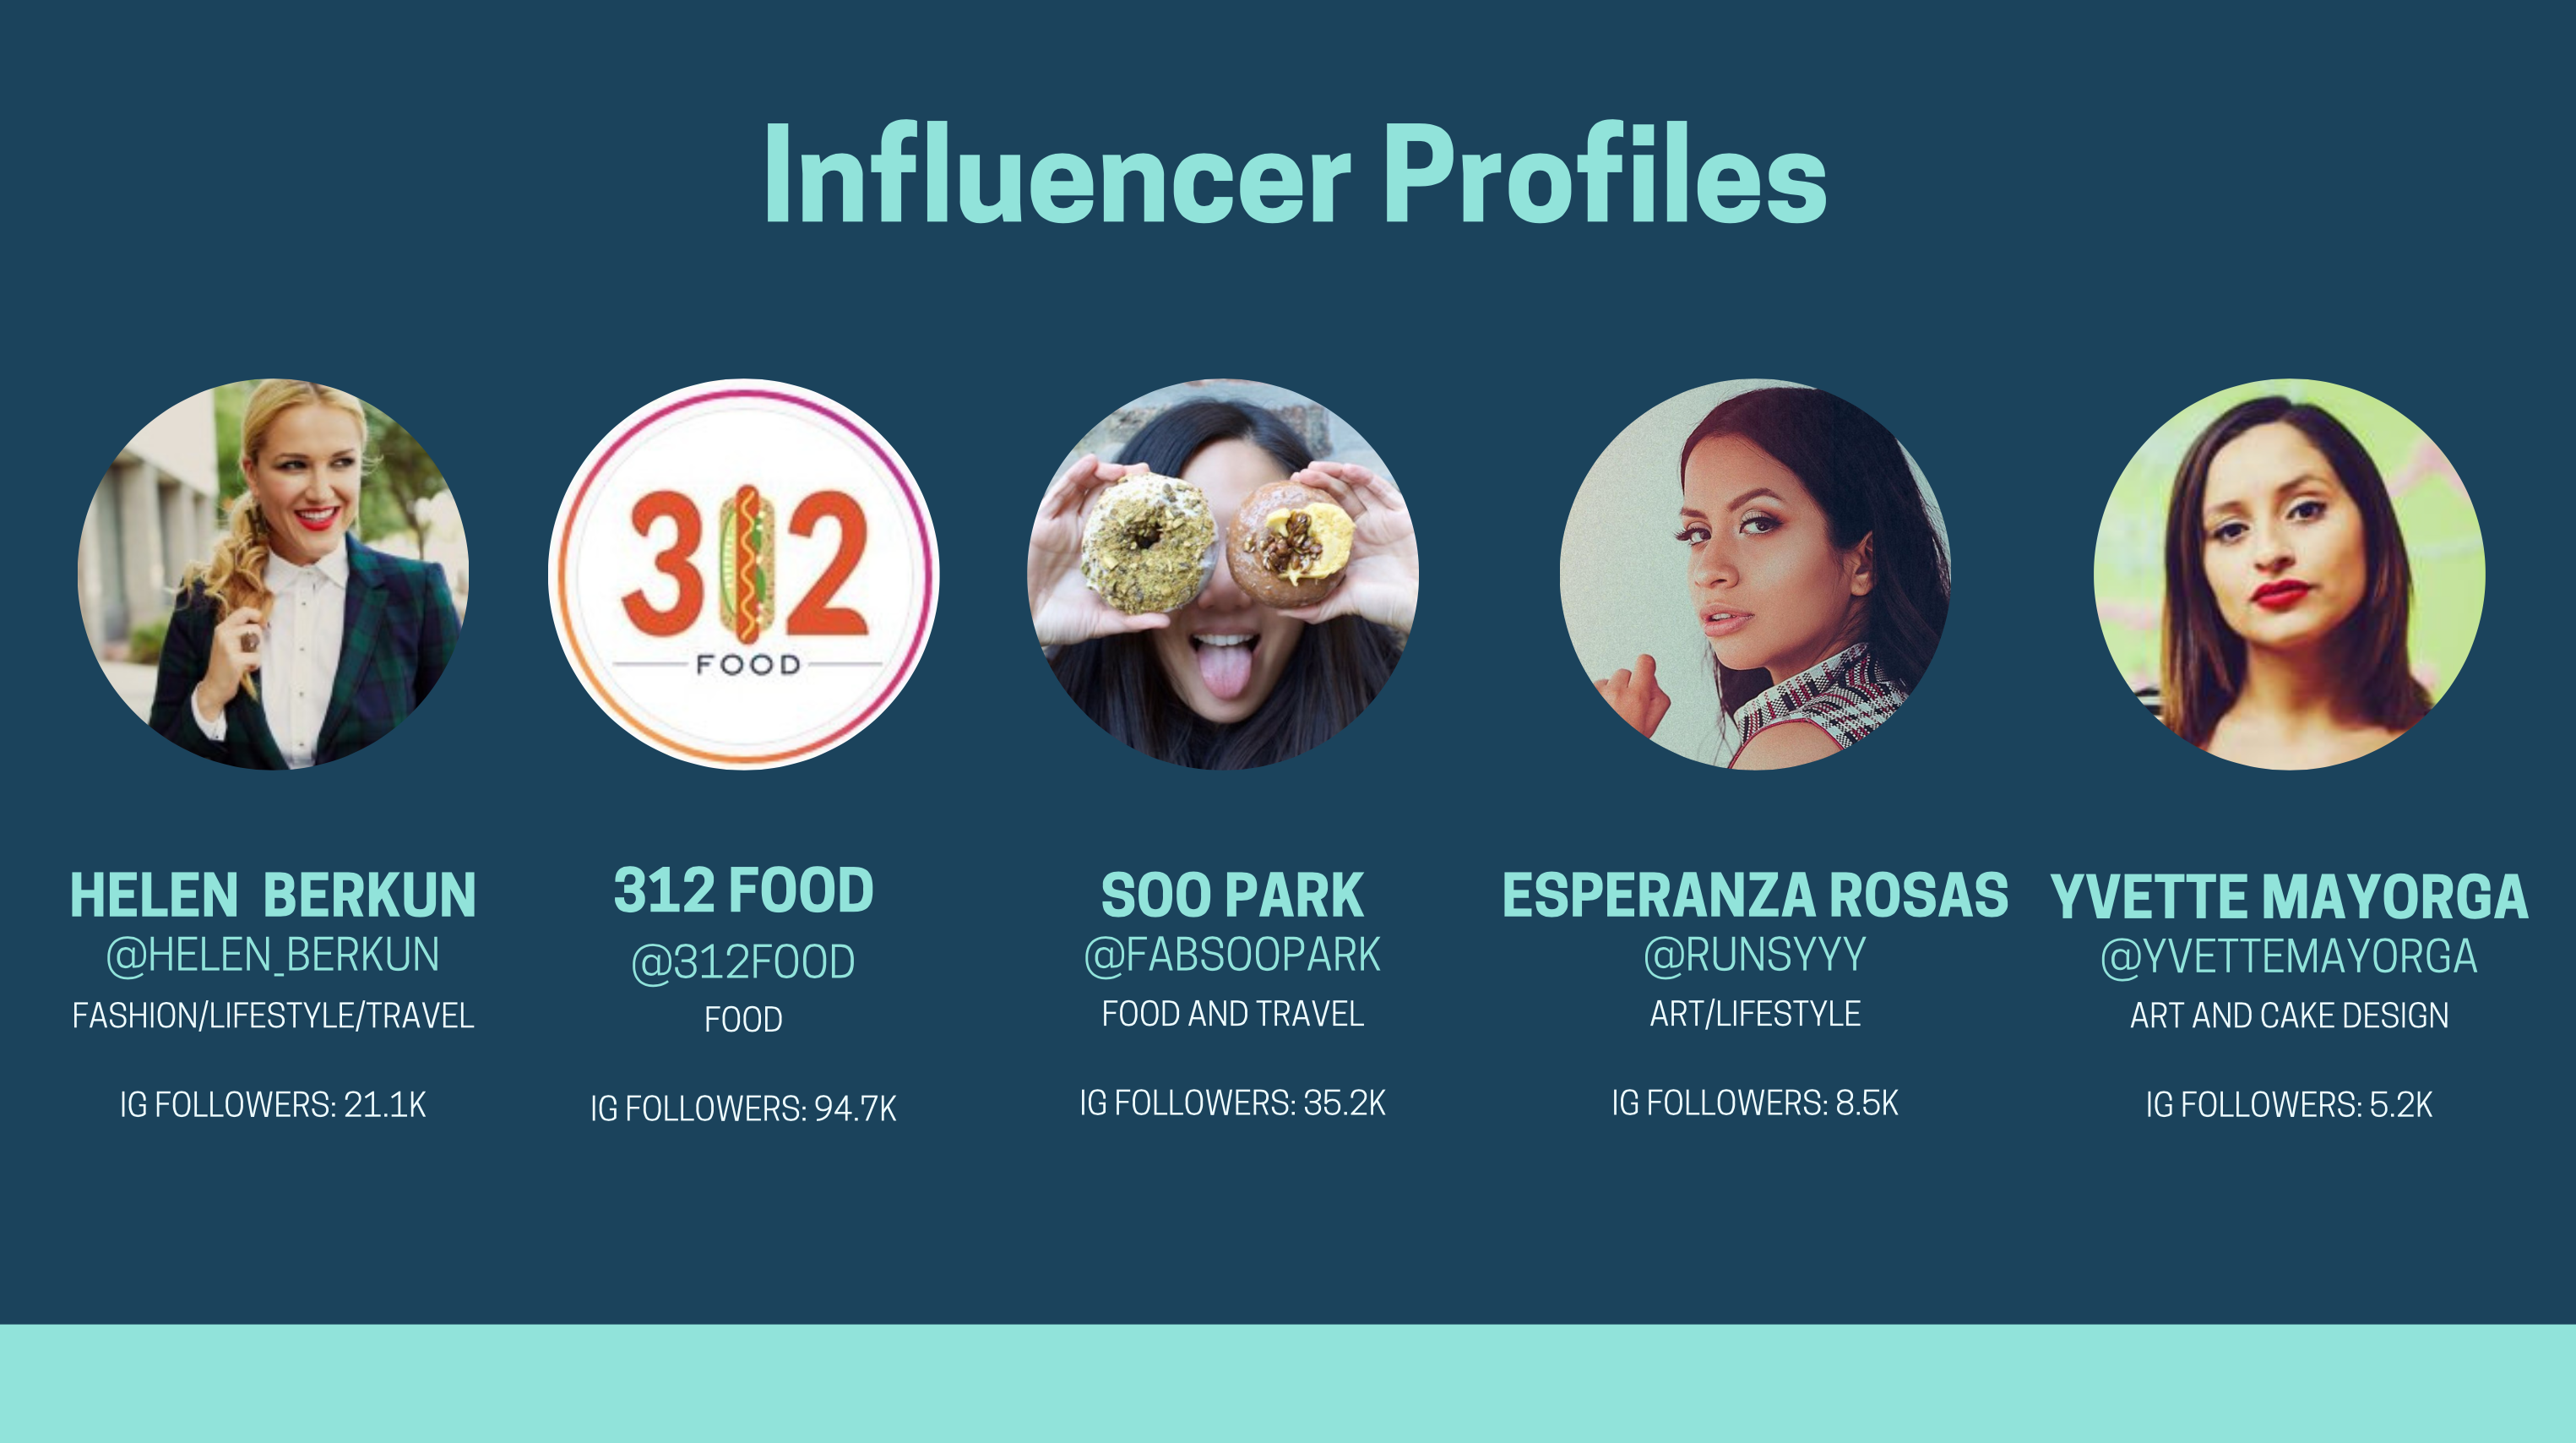 Influencer Profiles
312
FOOD
HELEN BERKUN
@HELEN_BERKUN
FASHION/LIFESTYLE/TRAVEL
IG FOLLOWERS: 21.1K
312 FOOD
@312FOOD
FOOD
IG FOLLOWERS: 94.7K
SOO PARK
@FABSOOPARK
FOOD AND TRAVEL
IG FOLLOWERS: 35.2K
ESPERANZA ROSAS
@RUNSYYY
ART/LIFESTYLE
IG FOLLOWERS: 8.5K
YVETTE MAYORGA
@YVETTEMAYORGA
ART AND CAKE DESIGN
IG FOLLOWERS: 5.2K